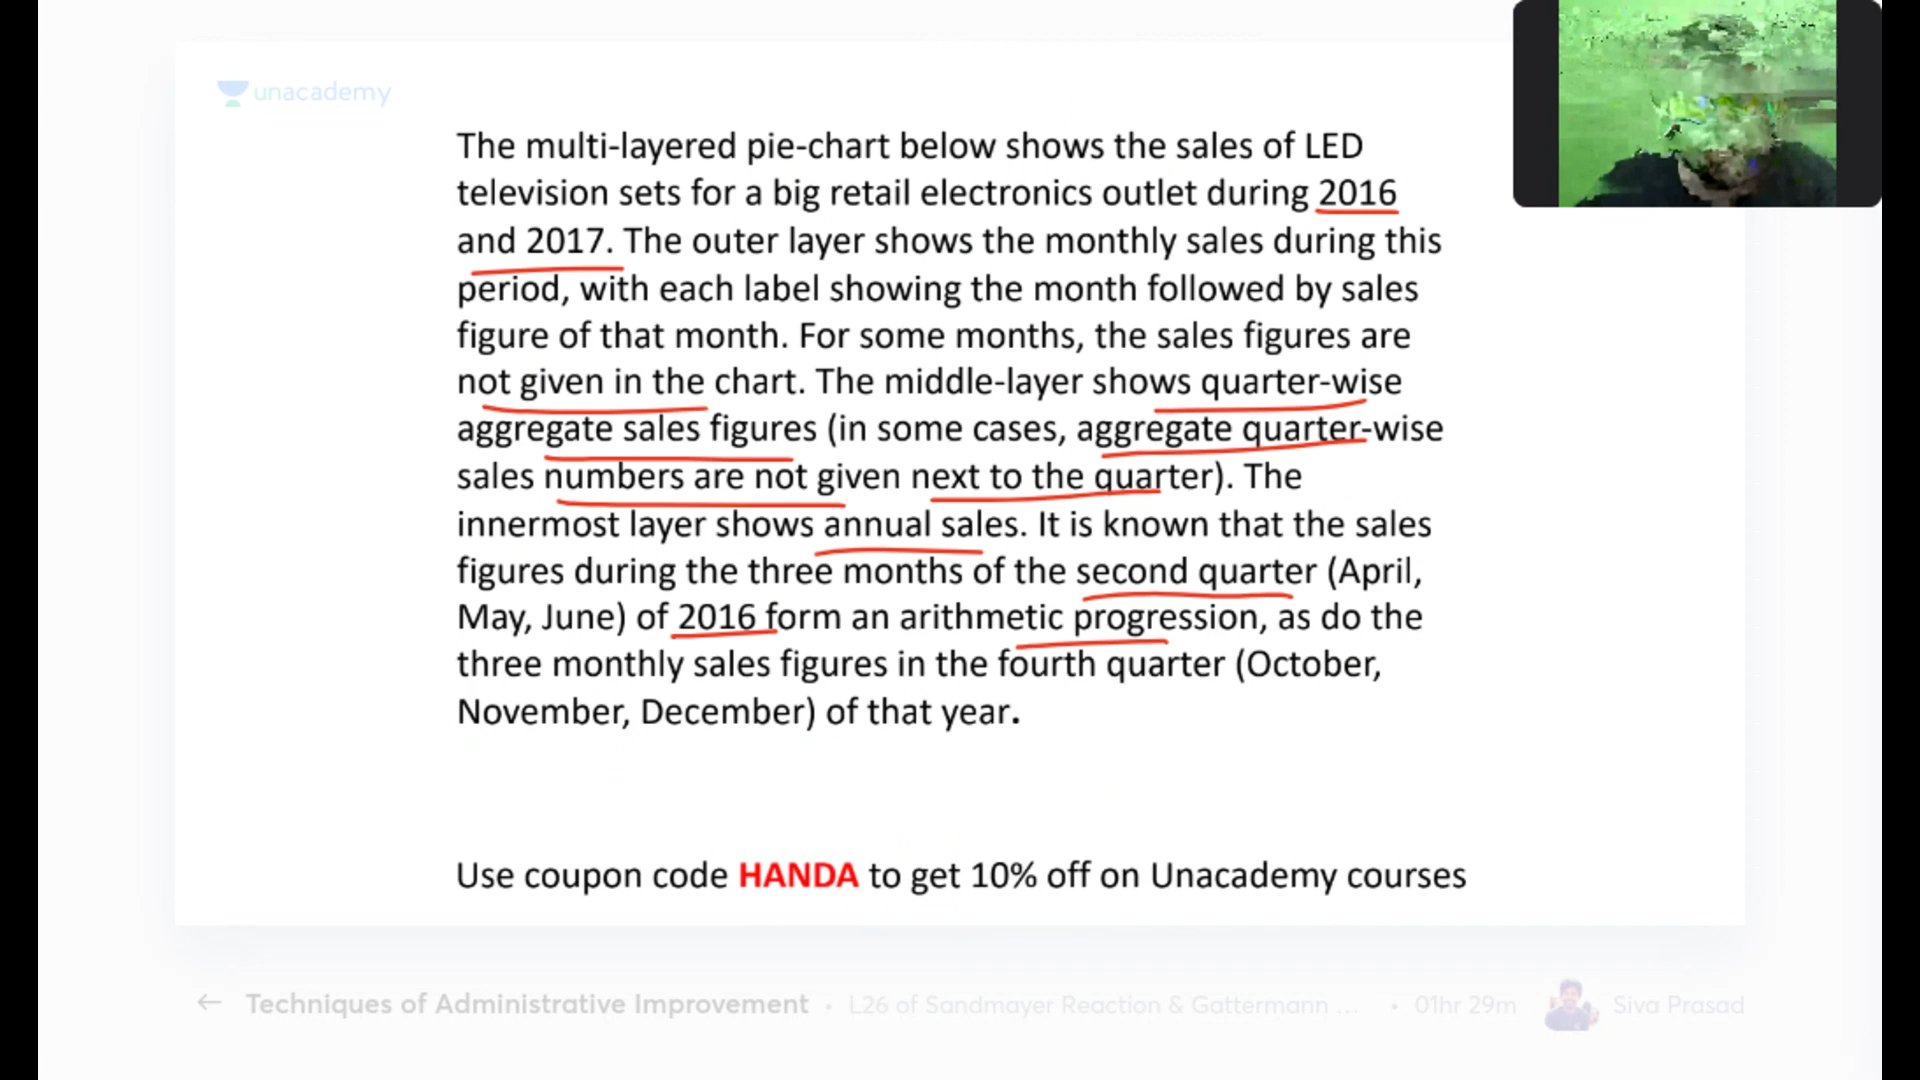 unacademy
The multi-layered pie-chart below shows the sales of LED
television sets for a big retail electronics outlet during 2016
and 2017. The outer layer shows the monthly sales during this
period, with each label showing the month followed by sales
figure of that month. For some months, the sales figures are
not given in the chart. The middle-layer shows quarter-wise
aggregate sales figures (in some cases, aggregate quarter-wise
sales numbers are not given next to the quarter). The
innermost layer shows annual sales. It is known that the sales
figures during the three months of the second quarter (April,
May, June) of 2016 form an arithmetic progression, as do the
three monthly sales figures in the fourth quarter (October,
November, December) of that year.
Use coupon code HANDA to get 10% off on Unacademy courses
← Techniques of Administrative Improvement • L26 of Sandmayer Reaction & Gattermann ... • 01hr 29m Siva Prasad